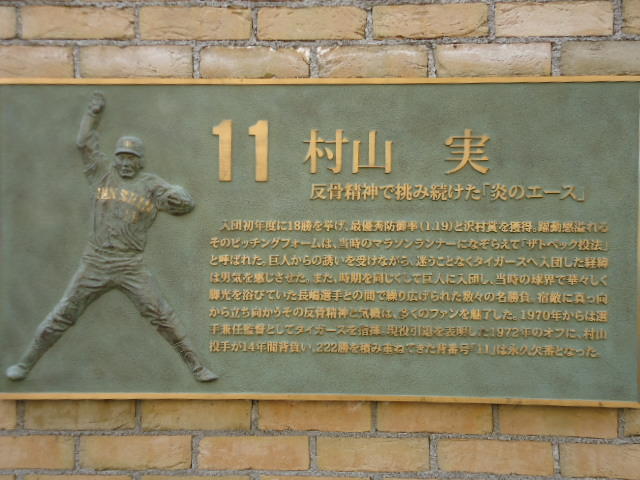 11 村山 実
反骨精神で挑み続けた「炎のエース」
入団初年度に18勝を挙げ、最優秀防御率(1.19)と沢村賞を獲得。躍動感溢れる
そのピッチングフォームは、当時のマラソンランナーになぞらえて「ザトペック投法」
と呼ばれた。巨人からの誘いを受けながら、迷うことなくタイガースへ入団した経緯
は男気を感じさせた。また、時期を同じくして巨人に入団し、当時の球界で華々しく
脚光を浴びていた長嶋選手との間で繰り広げられた数々の名勝負。宿敵に真っ向
から立ち向かうその反骨精神と気概は、多くのファンを魅了した。1970年からは選
手兼任監督としてタイガースを指揮。現役引退を表明した1972年のオフに、村山
投手が14年間背負い、222勝を積み重ねてきた背番号「11」は永久欠番となった。